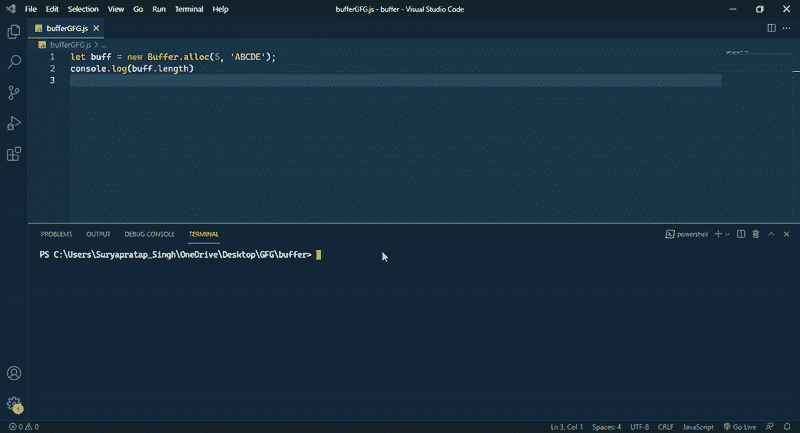 File Edit Selection View Go Run Terminal Help bufferGFG.js - buffer - Visual Studio Code
bufferGFG.js
bufferGFG.js > ...
1 let buff = new Buffer.alloc(5, 'ABCDE');
2 console.log(buff.length)
3
PROBLEMS OUTPUT DEBUG CONSOLE TERMINAL powershell
PS C:\Users\Suryapratap_Singh\OneDrive\Desktop\GFG\buffer>
1
0 0 Ln 3, Col 1 Spaces: 4 UTF-8 CRLF JavaScript Go Live